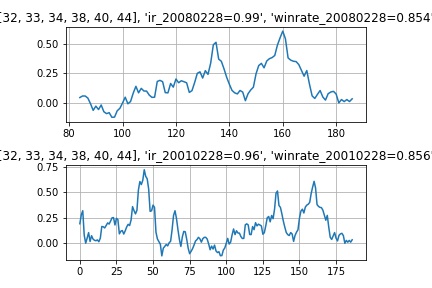 [32, 33, 34, 38, 40, 44], 'ir_20080228=0.99', 'winrate_20080228=0.854'
0.50
0.25
0.00
80 100 120 140 160 180
[32, 33, 34, 38, 40, 44], 'ir_20010228=0.96', 'winrate_20010228=0.856'
0.75
0.50
0.25
0.00
0 25 50 75 100 125 150 175